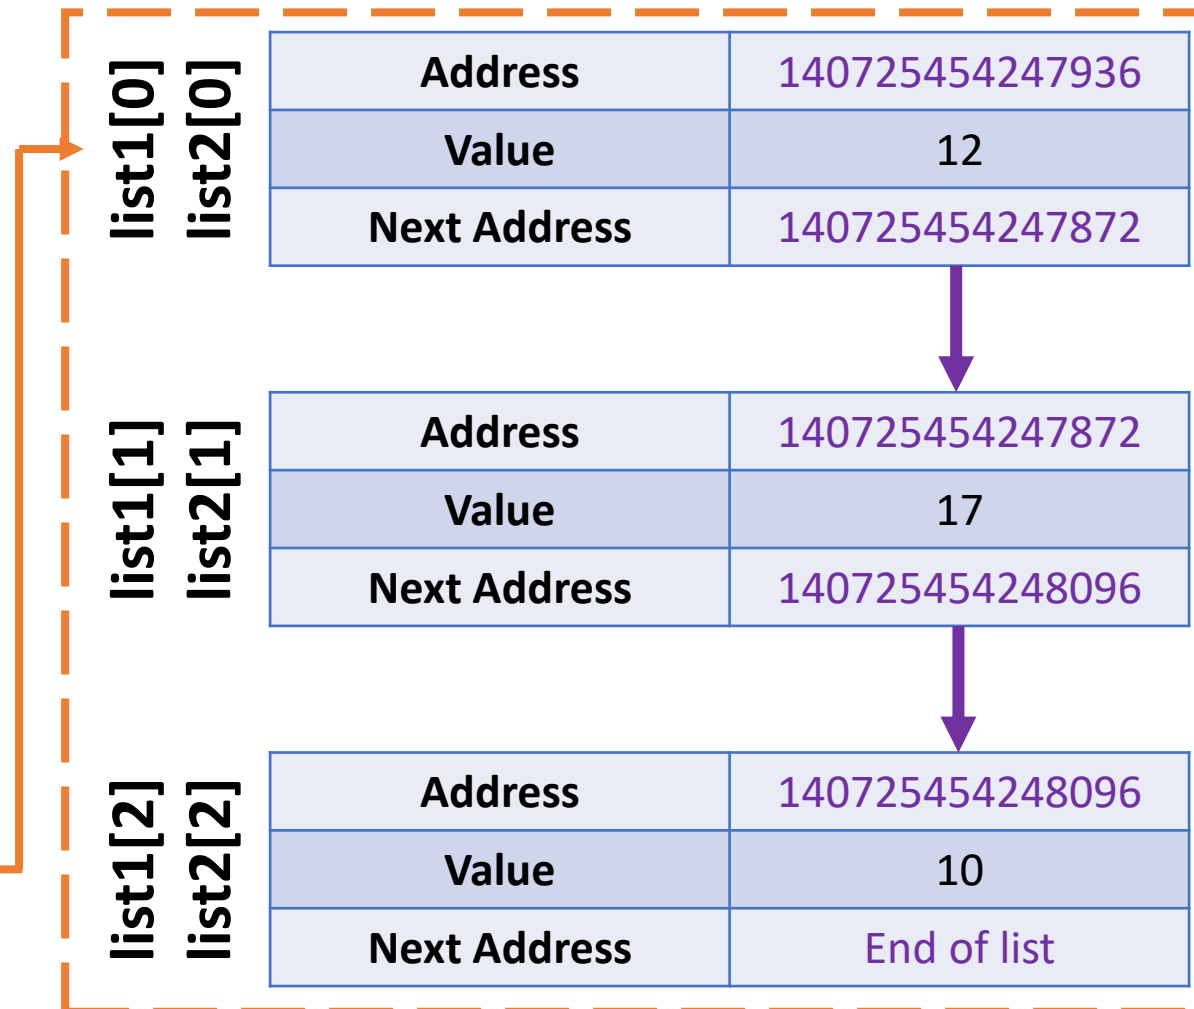 list1[0]
list2[0]
Address 140725454247936
Value 12
Next Address 140725454247872
list1[1]
list2[1]
Address 140725454247872
Value 17
Next Address 140725454248096
list1[2]
list2[2]
Address 140725454248096
Value 10
Next Address End of list